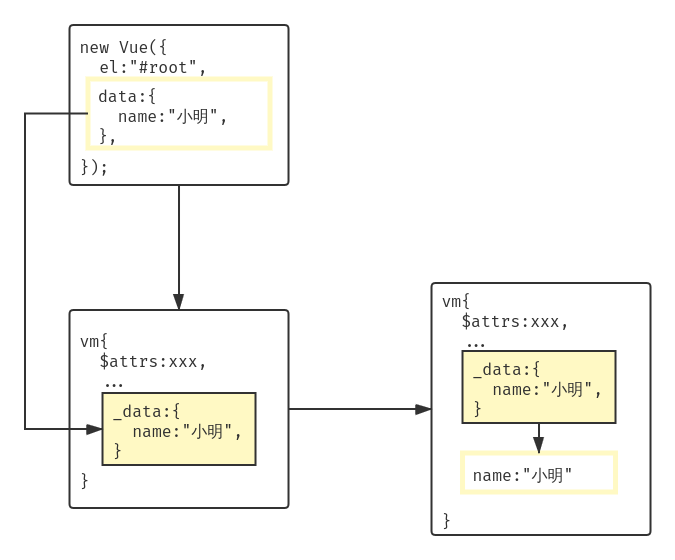 new Vue({
  el:"#root",
  data:{
    name:"小明",
  },
});
vm{
  $attrs:xxx,
  ...
  _data:{
    name:"小明",
  }
}
vm{
  $attrs:xxx,
  ...
  _data:{
    name:"小明",
  }
  name:"小明"
}